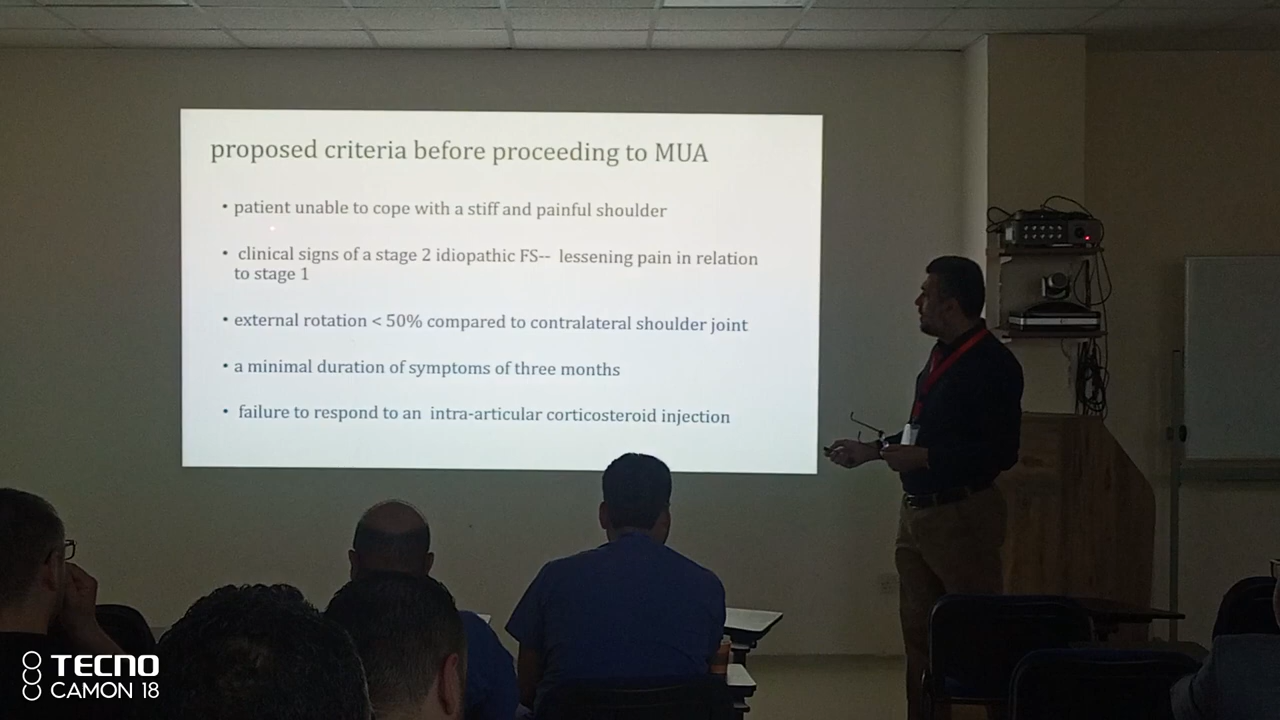 proposed criteria before proceeding to MUA
• patient unable to cope with a stiff and painful shoulder
• clinical signs of a stage 2 idiopathic FS-- lessening pain in relation
to stage 1
• external rotation < 50% compared to contralateral shoulder joint
• a minimal duration of symptoms of three months
• failure to respond to an intra-articular corticosteroid injection
TECNO
CAMON 18